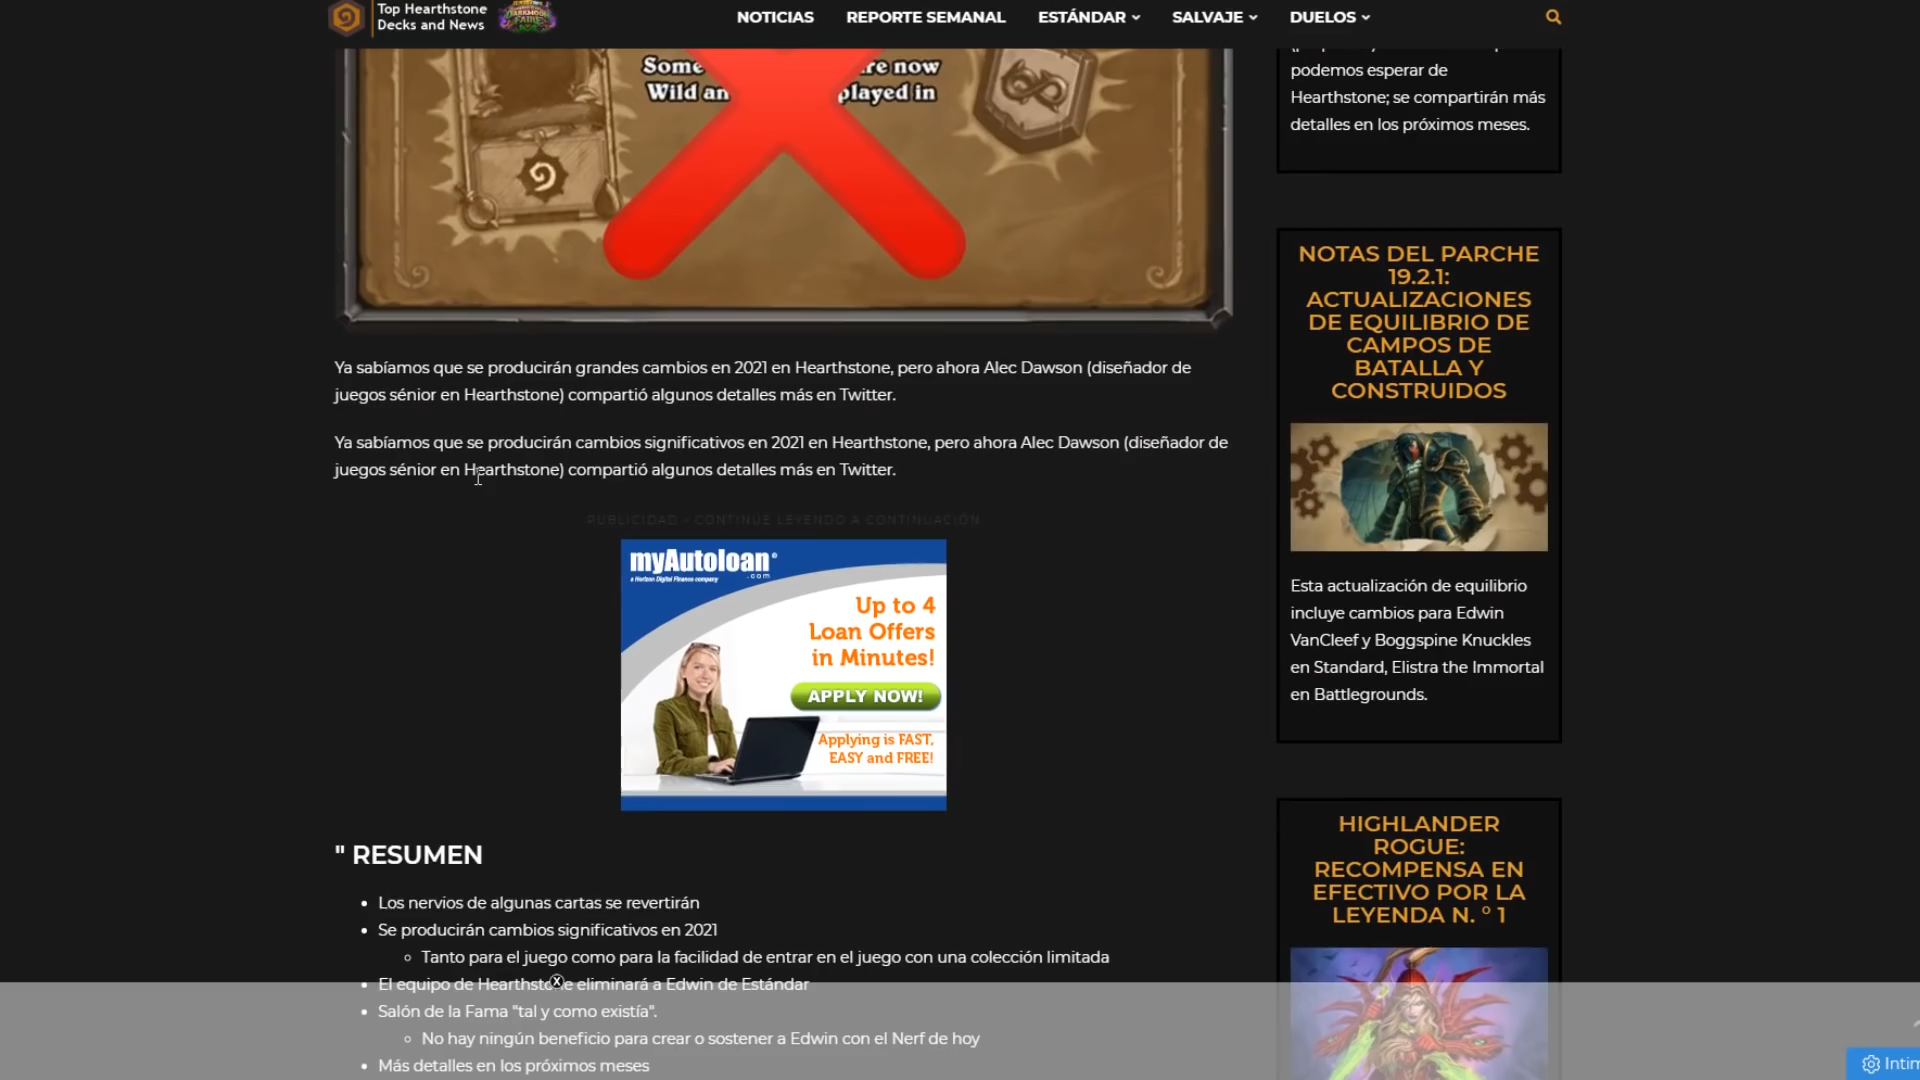 Top Hearthstone
Decks and News
NOTICIAS
REPORTE SEMANAL
ESTÁNDAR
SALVAJE
DUELOS
Some re now
Wild an played in
podemos esperar de
Hearthstone; se compartirán más
detalles en los próximos meses.
Ya sabíamos que se producirán grandes cambios en 2021 en Hearthstone, pero ahora Alec Dawson (diseñador de
juegos sénior en Hearthstone) compartió algunos detalles más en Twitter.
Ya sabíamos que se producirán cambios significativos en 2021 en Hearthstone, pero ahora Alec Dawson (diseñador de
juegos sénior en Hearthstone) compartió algunos detalles más en Twitter.
PUBLICIDAD - CONTINÚE LEYENDO A CONTINUACIÓN
myAutoloan
.com
a Horizon Digital Finance company
Up to 4
Loan Offers
in Minutes!
APPLY NOW!
Applying is FAST,
EASY and FREE!
" RESUMEN
Los nervios de algunas cartas se revertirán
Se producirán cambios significativos en 2021
Tanto para el juego como para la facilidad de entrar en el juego con una colección limitada
El equipo de Hearthstone eliminará a Edwin de Estándar
Salón de la Fama "tal y como existía".
No hay ningún beneficio para crear o sostener a Edwin con el Nerf de hoy
Más detalles en los próximos meses
NOTAS DEL PARCHE
19.2.1:
ACTUALIZACIONES
DE EQUILIBRIO DE
CAMPOS DE
BATALLA Y
CONSTRUIDOS
Esta actualización de equilibrio
incluye cambios para Edwin
VanCleef y Boggspine Knuckles
en Standard, Elistra the Immortal
en Battlegrounds.
HIGHLANDER
ROGUE:
RECOMPENSA EN
EFECTIVO POR LA
LEYENDA N. ° 1
Intim